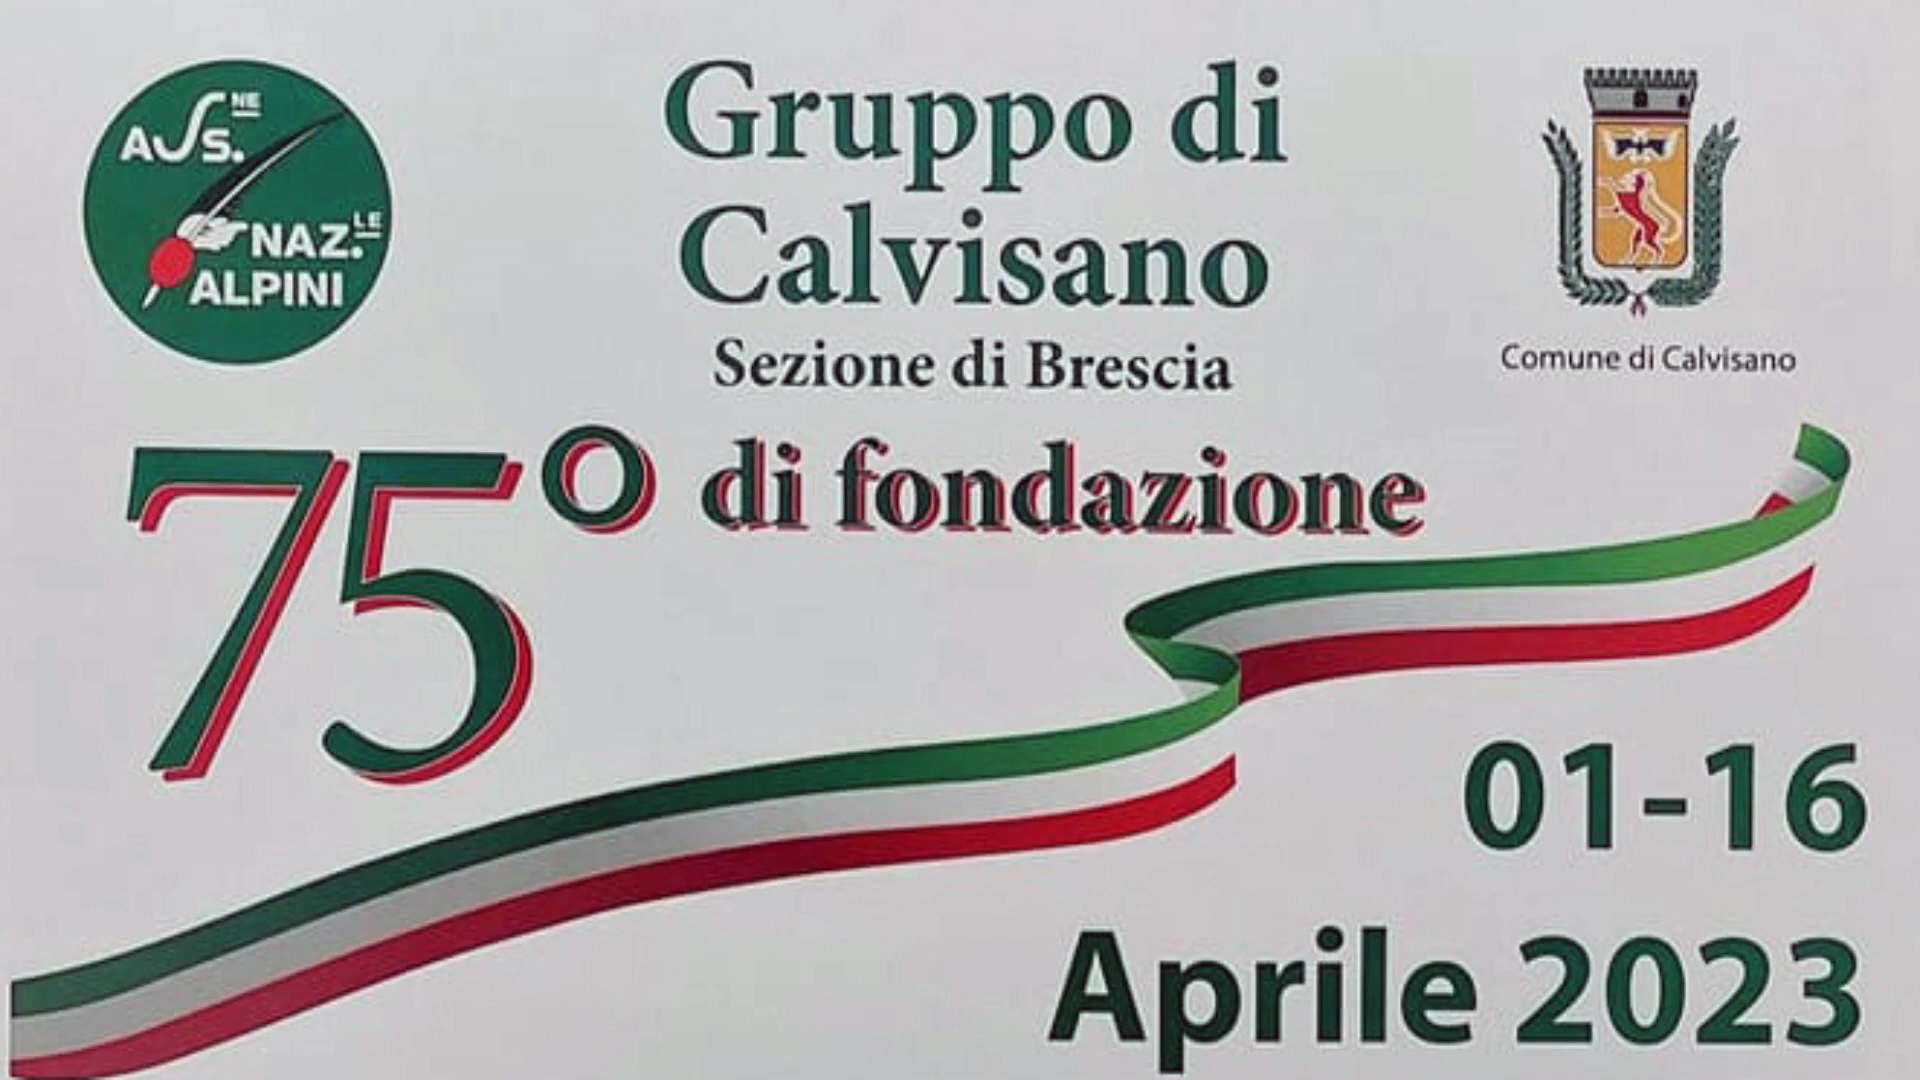 ASS.NE
NAZ.LE
ALPINI
Gruppo di
Calvisano
Sezione di Brescia
Comune di Calvisano
75° di fondazione
01-16
Aprile 2023